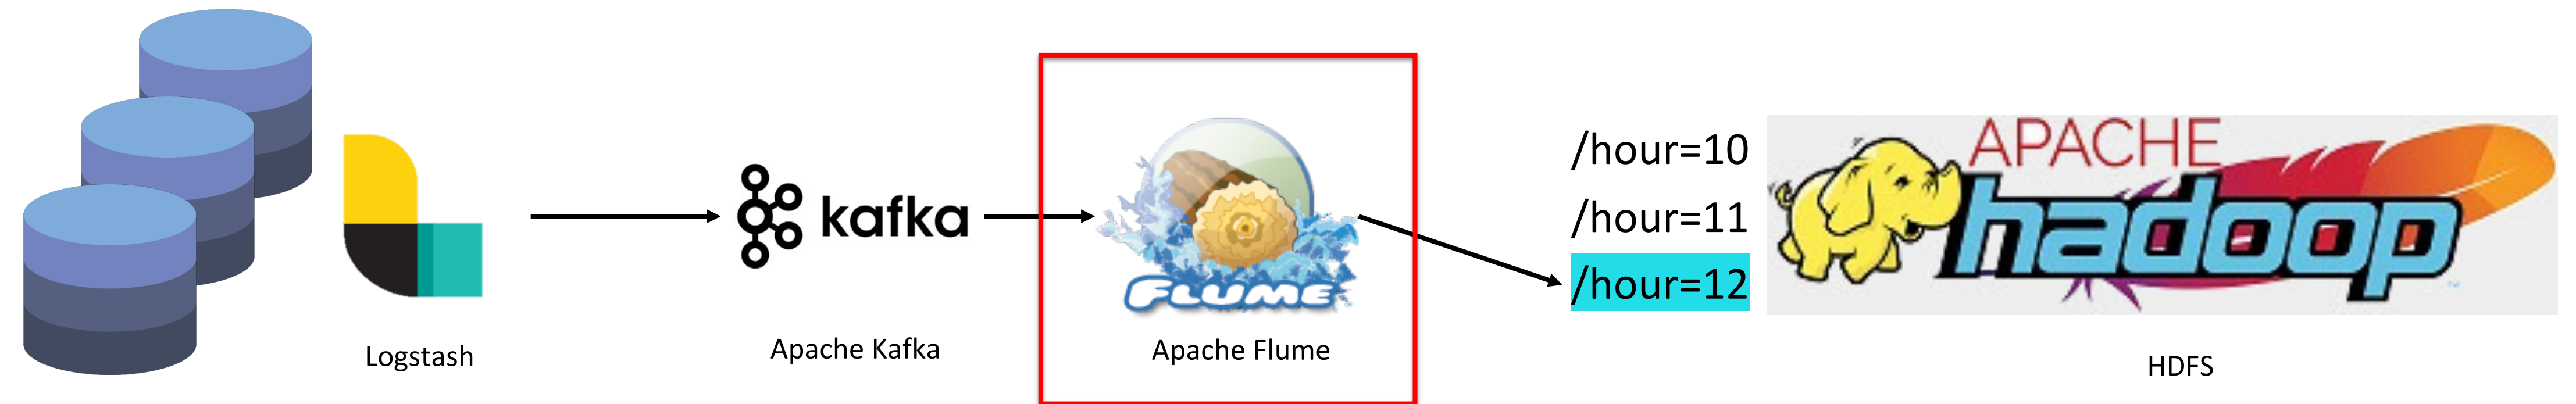 Logstash
kafka
Apache Kafka
FLUME
Apache Flume
/hour=10
/hour=11
/hour=12
APACHE
hadoop
HDFS